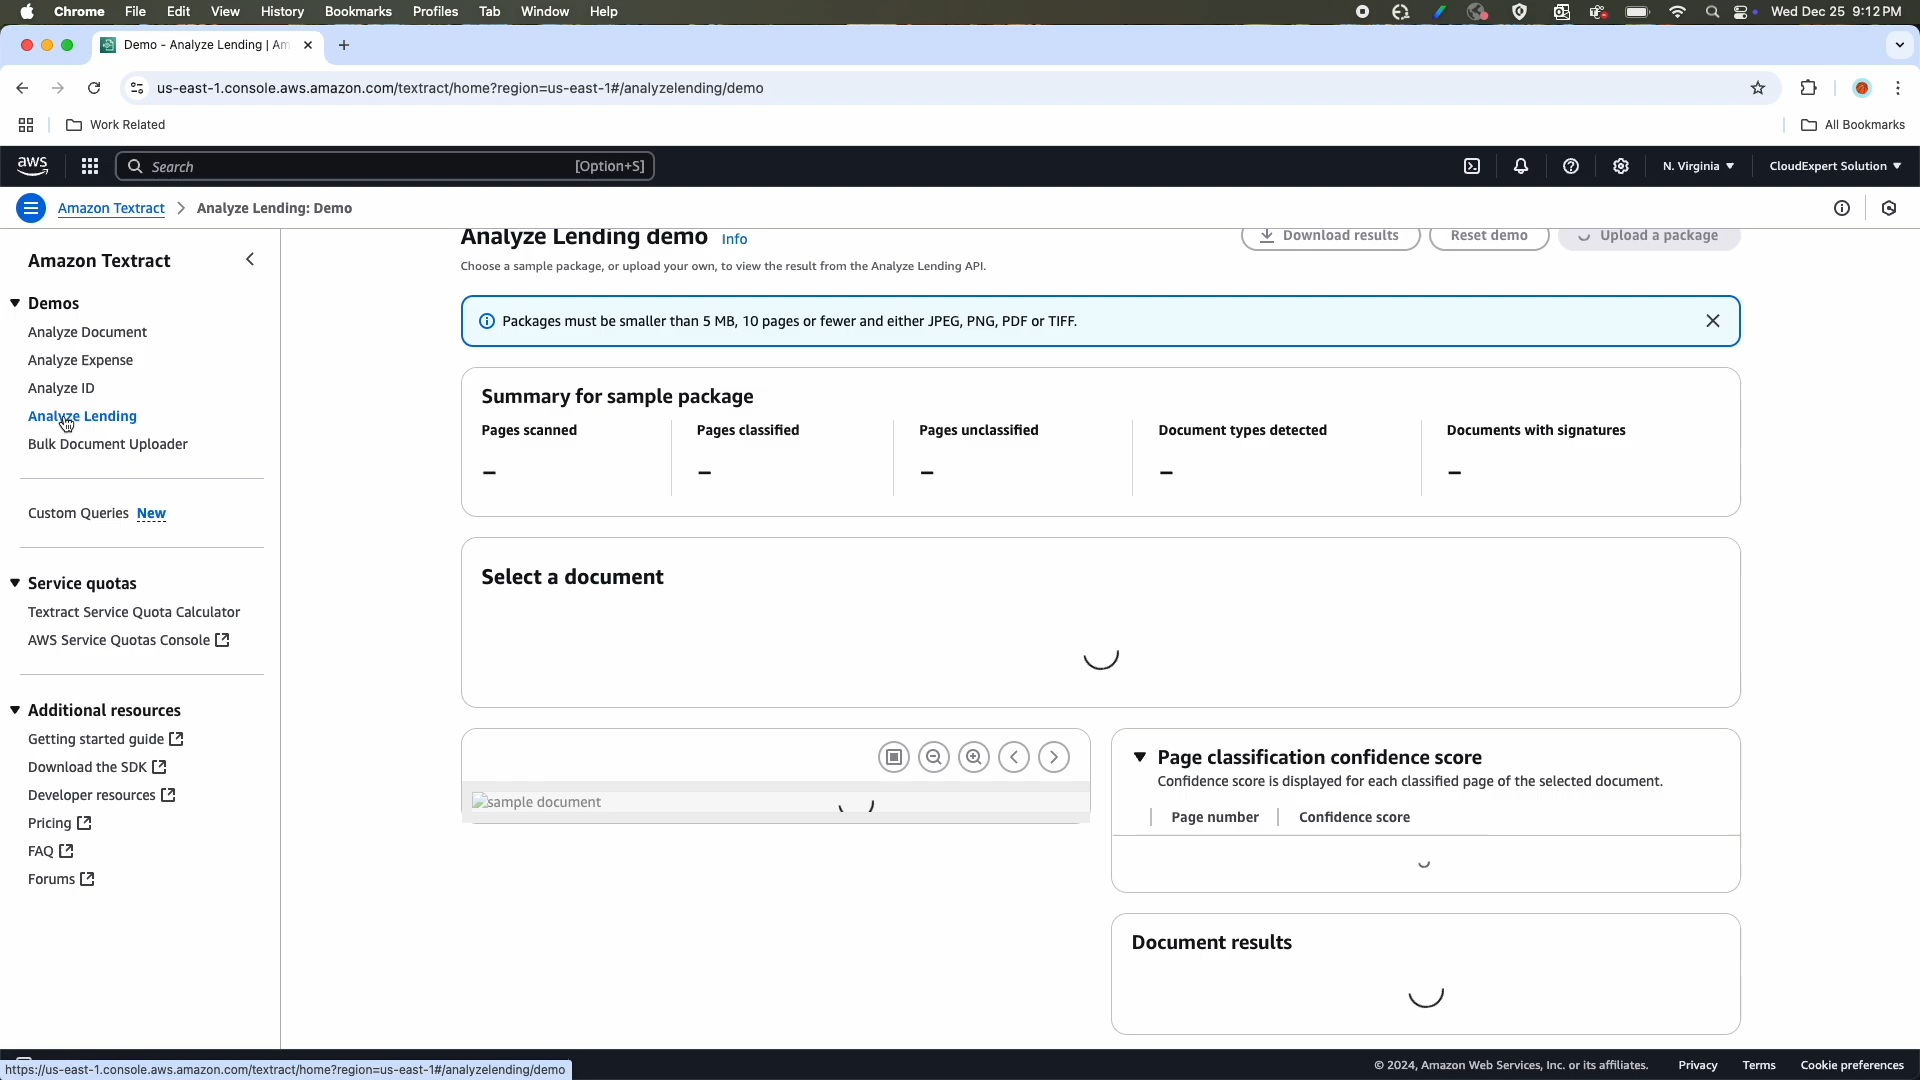 Chrome File Edit View History Bookmarks Profiles Tab Window Help Wed Dec 25 9:12 PM
Demo - Analyze Lending | Am
us-east-1.console.aws.amazon.com/textract/home?region=us-east-1#/analyzelending/demo
Work Related All Bookmarks
aws Search [Option+S] N. Virginia CloudExpert Solution
Amazon Textract Analyze Lending: Demo
Amazon Textract
Demos
Analyze Document
Analyze Expense
Analyze ID
Analyze Lending
Bulk Document Uploader
Custom Queries New
Service quotas
Textract Service Quota Calculator
AWS Service Quotas Console
Additional resources
Getting started guide
Download the SDK
Developer resources
Pricing
FAQ
Forums
Analyze Lending demo Info Download results Reset demo Upload a package
Choose a sample package, or upload your own, to view the result from the Analyze Lending API.
Packages must be smaller than 5 MB, 10 pages or fewer and either JPEG, PNG, PDF or TIFF.
Summary for sample package
Pages scanned Pages classified Pages unclassified Document types detected Documents with signatures
– – – – –
Select a document
sample document
Page classification confidence score
Confidence score is displayed for each classified page of the selected document.
Page number Confidence score
Document results
https://us-east-1.console.aws.amazon.com/textract/home?region=us-east-1#/analyzelending/demo
© 2024, Amazon Web Services, Inc. or its affiliates. Privacy Terms Cookie preferences